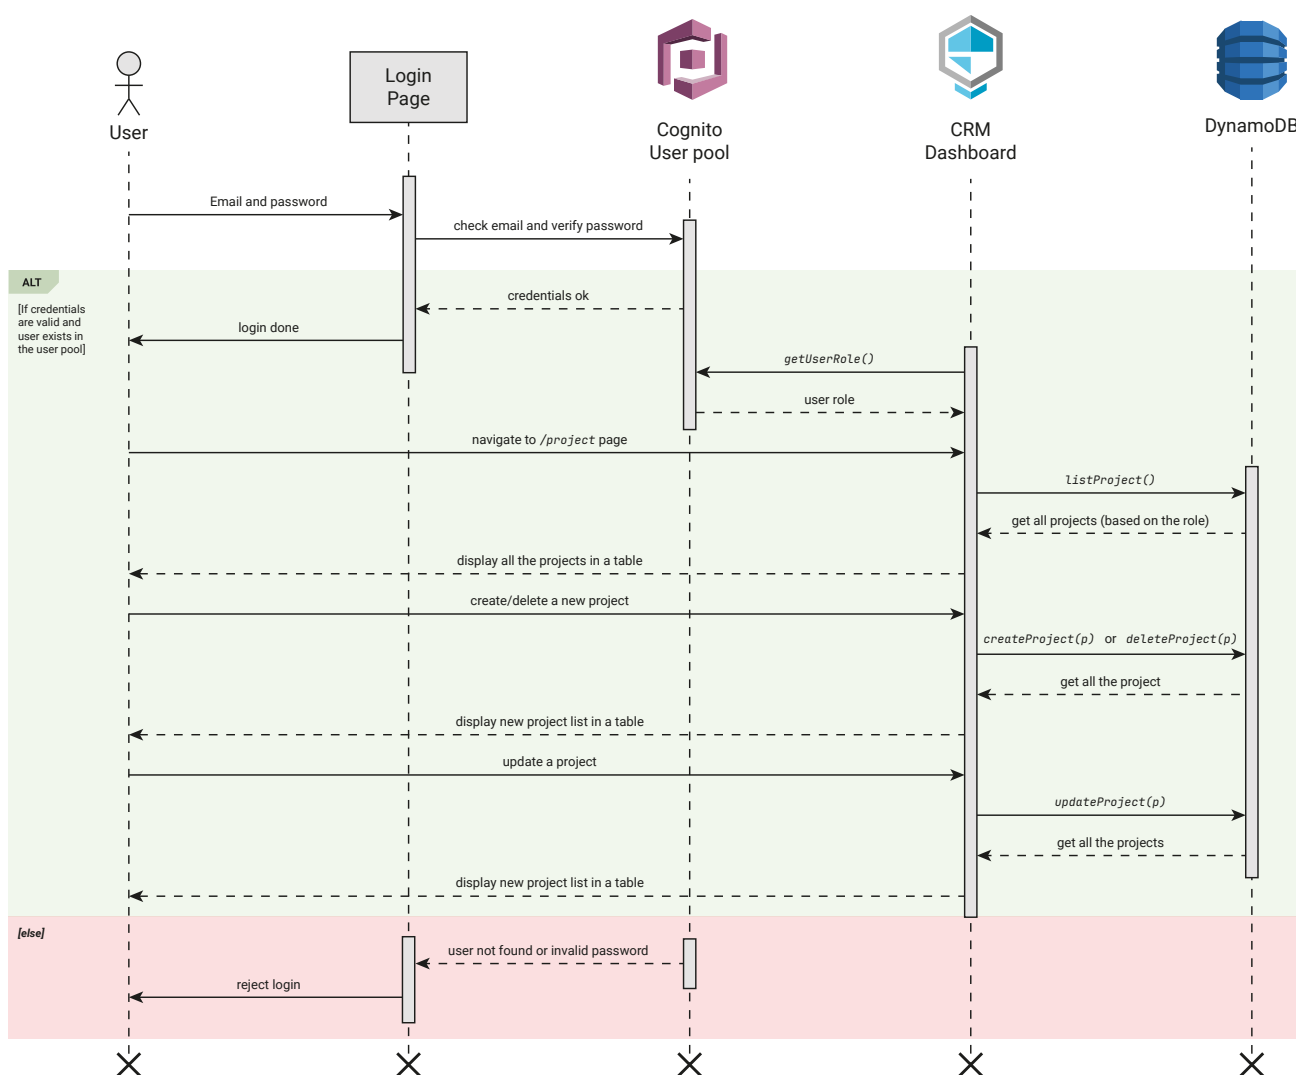 User
Login
Page
Cognito
User pool
CRM
Dashboard
DynamoDB
Email and password
check email and verify password
ALT
[If credentials
are valid and
user exists in
the user pool]
credentials ok
login done
getUserRole()
user role
navigate to /project page
listProject()
get all projects (based on the role)
display all the projects in a table
create/delete a new project
createProject(p) or deleteProject(p)
get all the project
display new project list in a table
update a project
updateProject(p)
get all the projects
display new project list in a table
[else]
user not found or invalid password
reject login